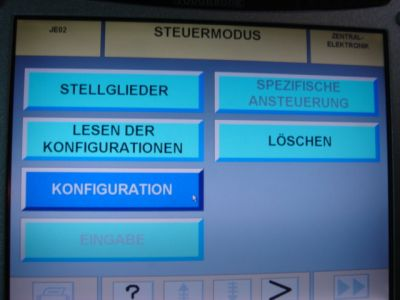 JE02
STEUERMODUS
ZENTRAL-
ELEKTRONIK
STELLGLIEDER
SPEZIFISCHE
ANSTEUERUNG
LESEN DER
KONFIGURATIONEN
LÖSCHEN
KONFIGURATION
EINGABE
? >